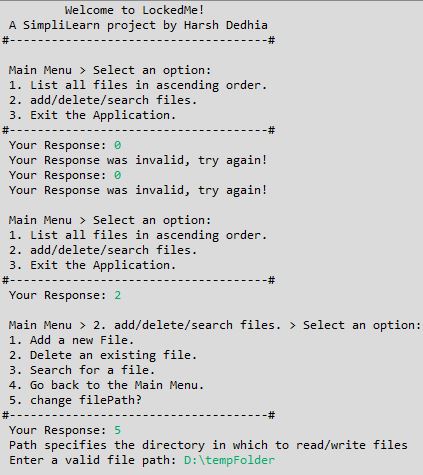 Welcome to LockedMe!
A SimpliLearn project by Harsh Dedhia
#----------------------------------#
Main Menu > Select an option:
1. List all files in ascending order.
2. add/delete/search files.
3. Exit the Application.
#----------------------------------#
Your Response: 0
Your Response was invalid, try again!
Your Response: 0
Your Response was invalid, try again!
Main Menu > Select an option:
1. List all files in ascending order.
2. add/delete/search files.
3. Exit the Application.
#----------------------------------#
Your Response: 2
Main Menu > 2. add/delete/search files. > Select an option:
1. Add a new File.
2. Delete an existing file.
3. Search for a file.
4. Go back to the Main Menu.
5. change filePath?
#----------------------------------#
Your Response: 5
Path specifies the directory in which to read/write files
Enter a valid file path: D:\tempFolder